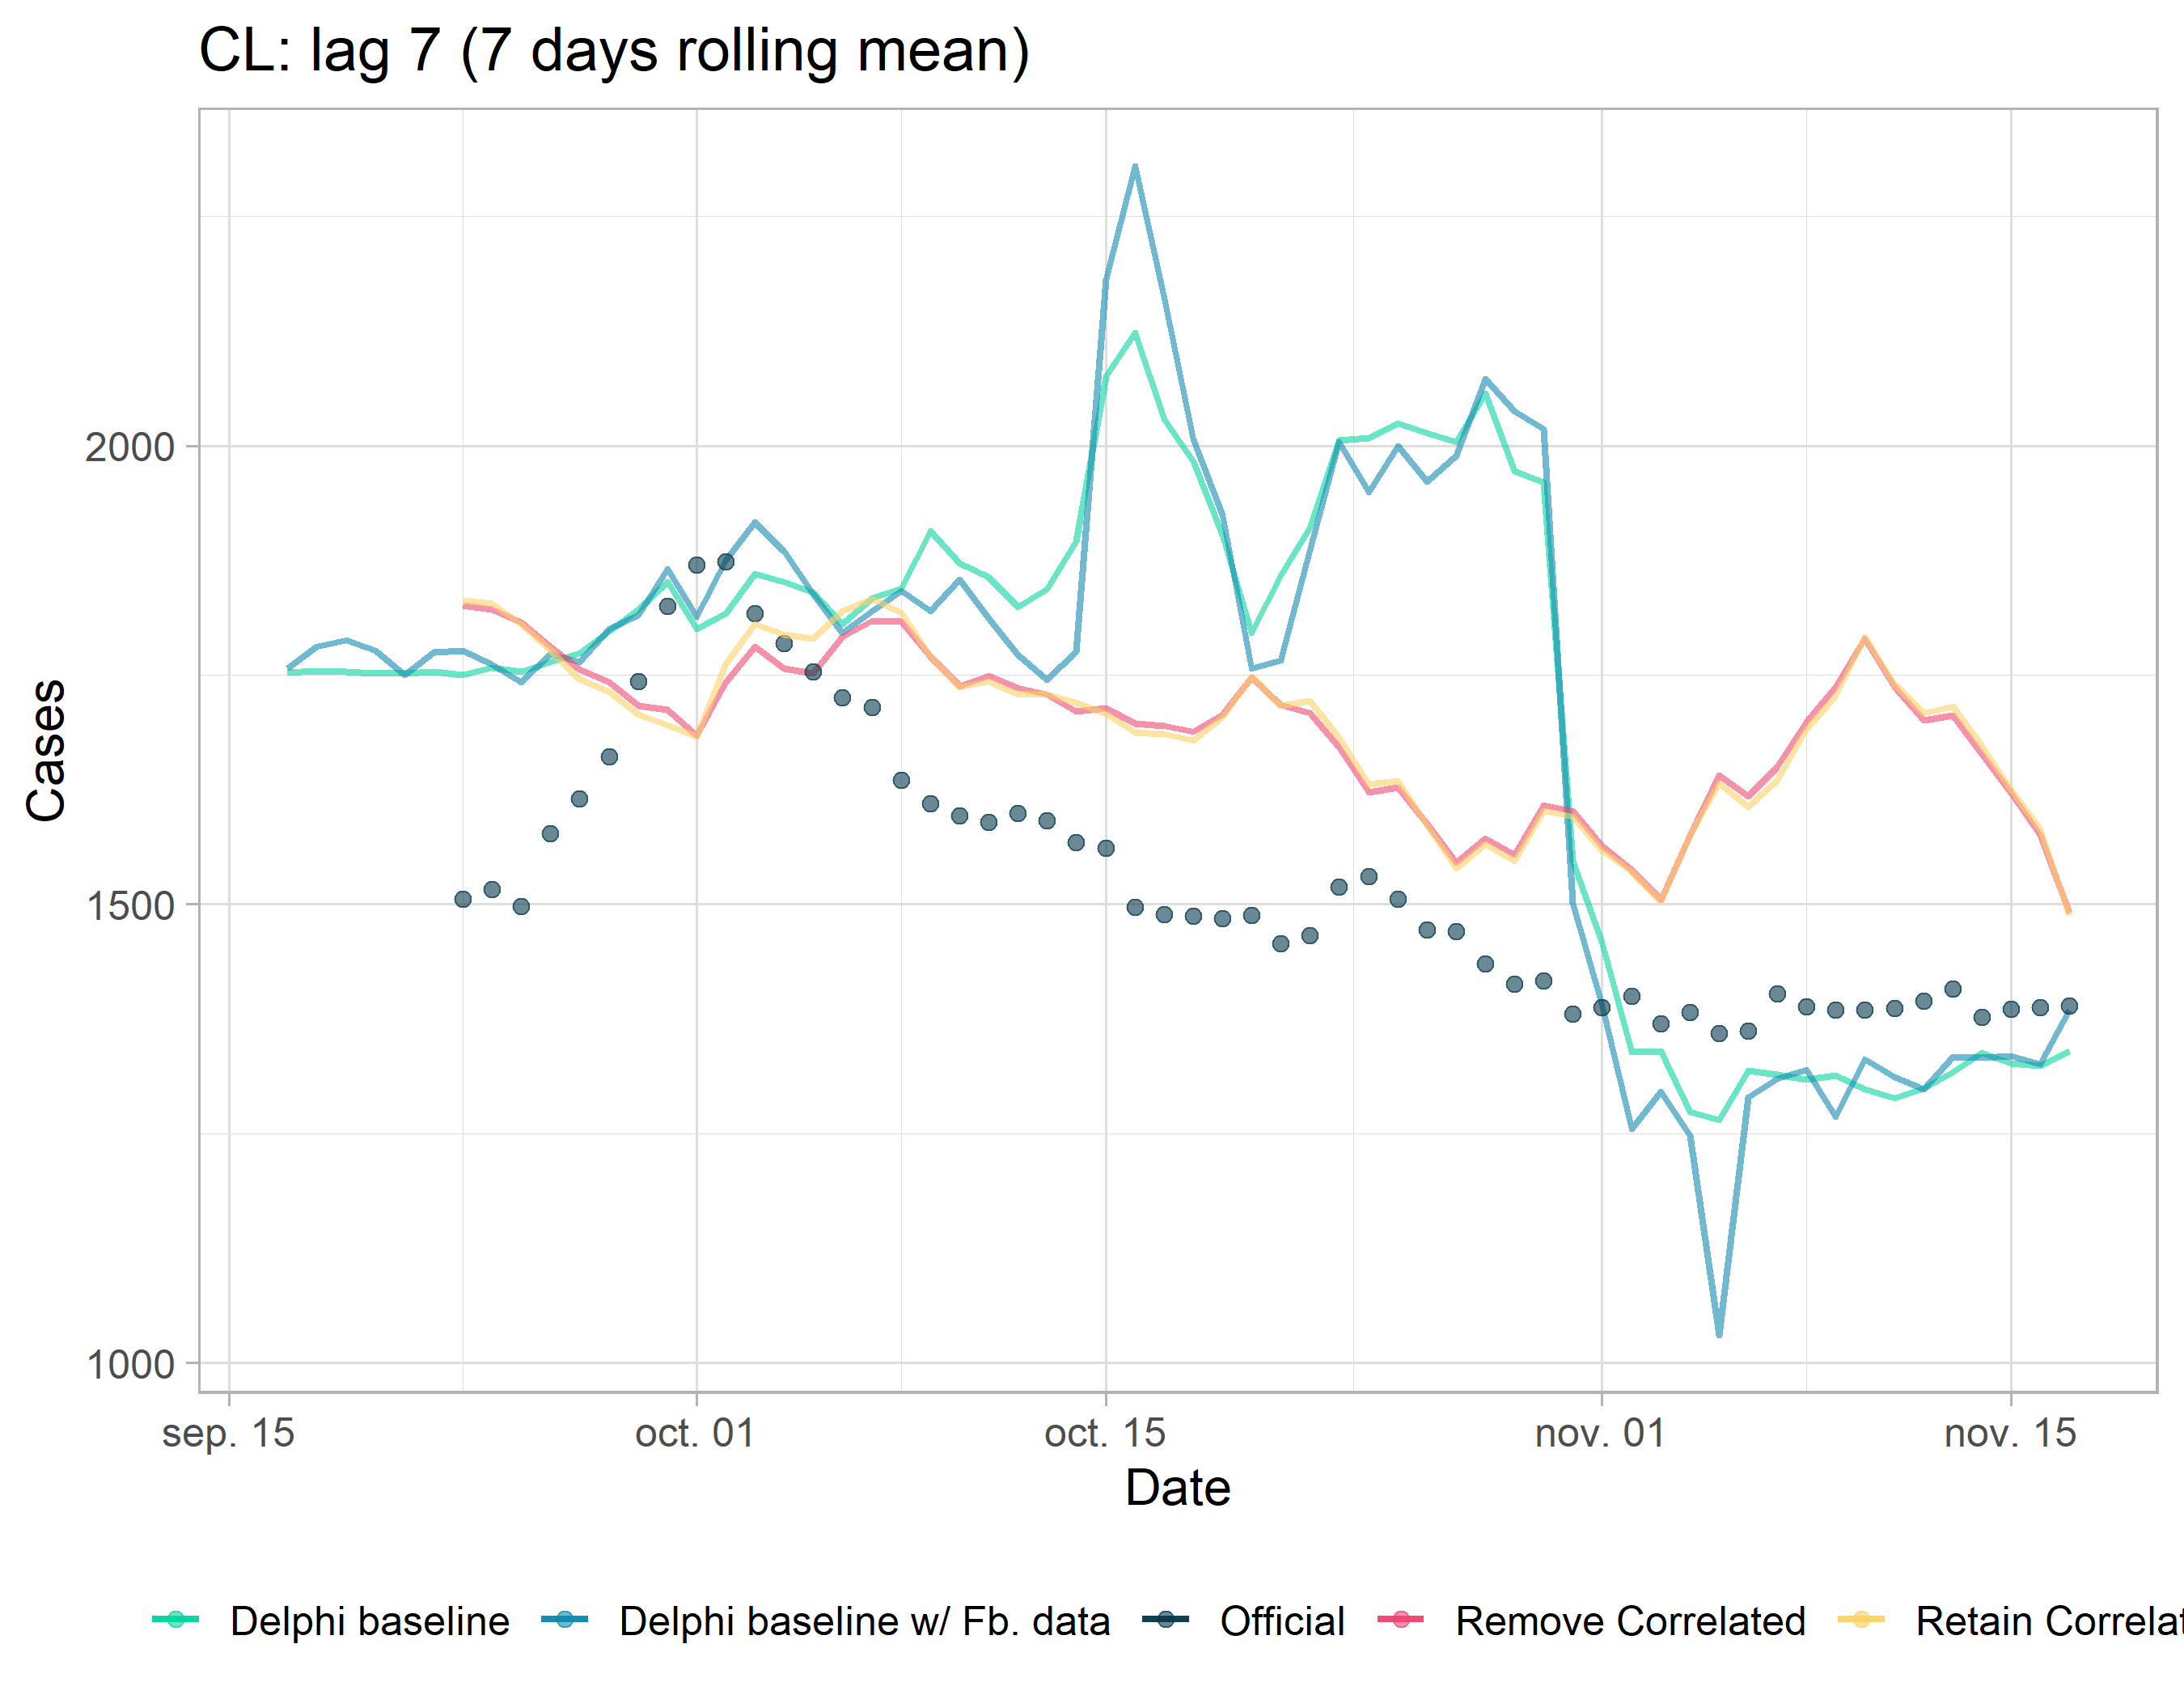 CL: lag 7 (7 days rolling mean)
Cases
2000
1500
1000
sep. 15 oct. 01 oct. 15 nov. 01 nov. 15
Date
Delphi baseline Delphi baseline w/ Fb. data Official Remove Correlated Retain